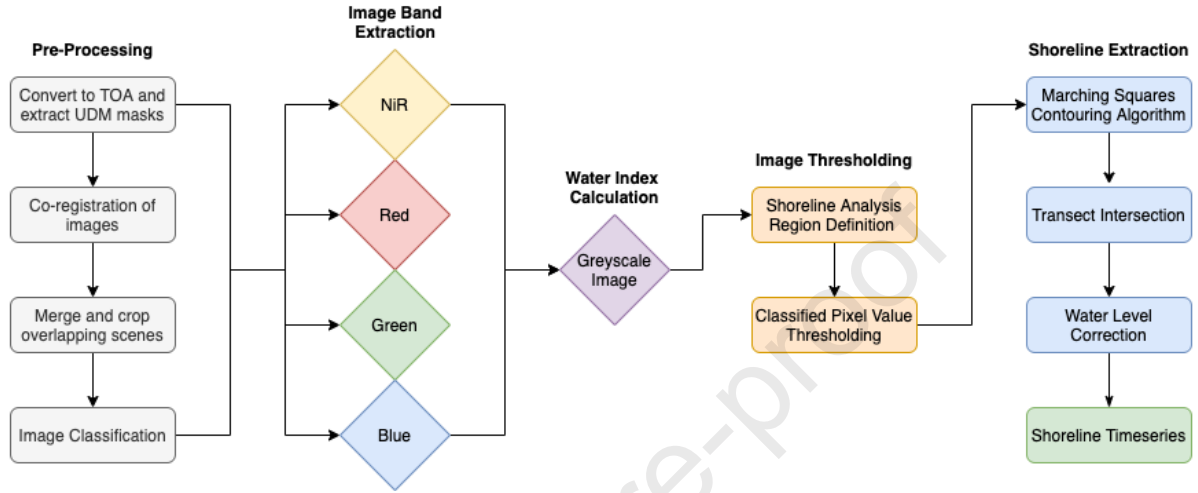 Pre-Processing
Convert to TOA and
extract UDM masks
Co-registration of
images
Merge and crop
overlapping scenes
Image Classification
Image Band
Extraction
NiR
Red
Green
Blue
Water Index
Calculation
Greyscale
Image
Image Thresholding
Shoreline Analysis
Region Definition
Classified Pixel Value
Thresholding
Shoreline Extraction
Marching Squares
Contouring Algorithm
Transect Intersection
Water Level
Correction
Shoreline Timeseries
re-proof